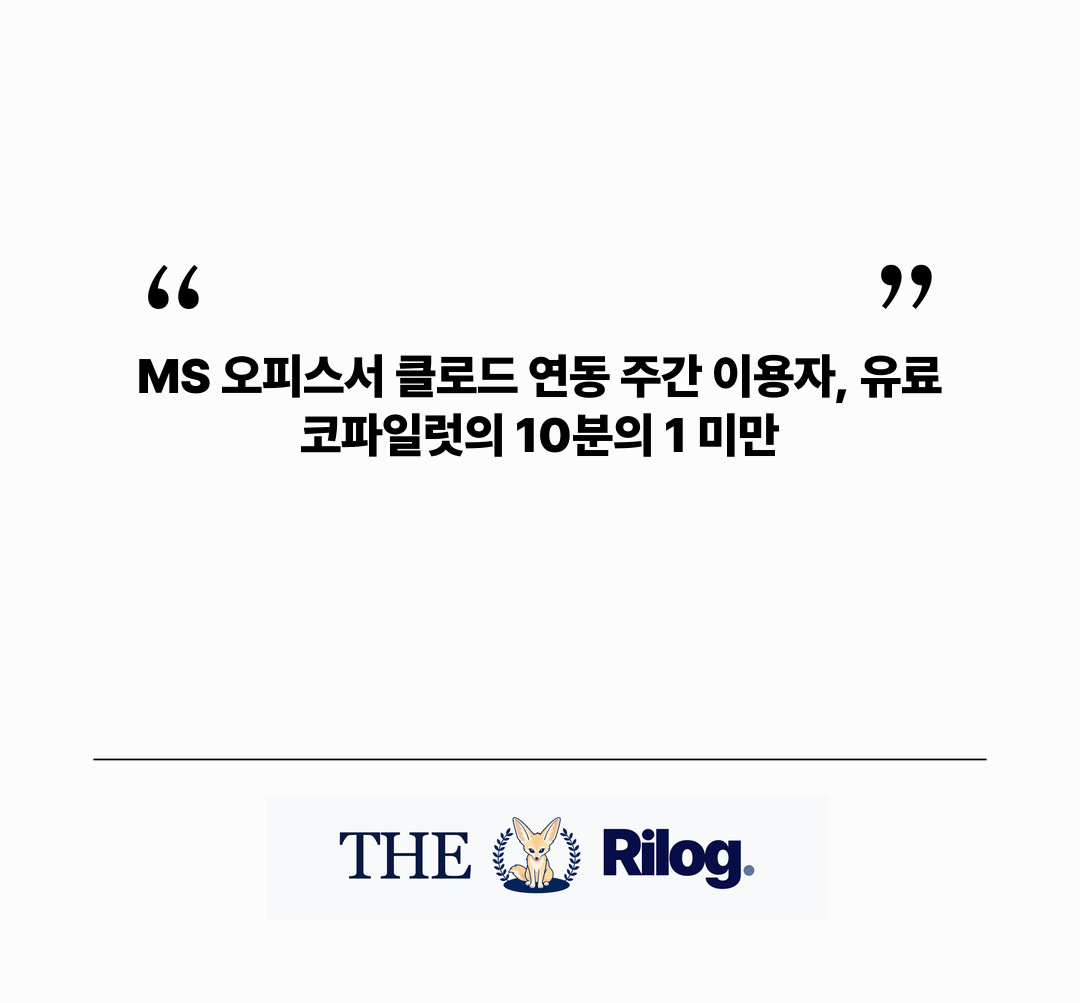 “ ”
MS 오피스서 클로드 연동 주간 이용자, 유료
코파일럿의 10분의 1 미만
THE Rilog.